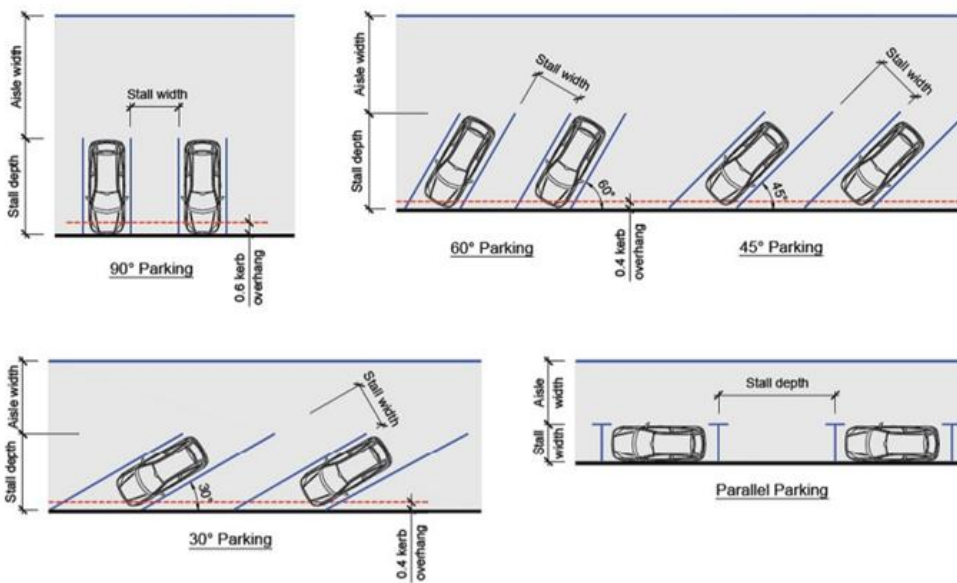 Aisle width
Stall width
Stall depth
90° Parking
0.6 kerb
overhang
Aisle width
Stall depth
Stall width
60°
60° Parking
0.4 kerb
overhang
Stall width
45°
45° Parking
Aisle width
Stall depth
Stall width
30°
30° Parking
0.4 kerb
overhang
Aisle
width
Stall
width
Stall depth
Parallel Parking